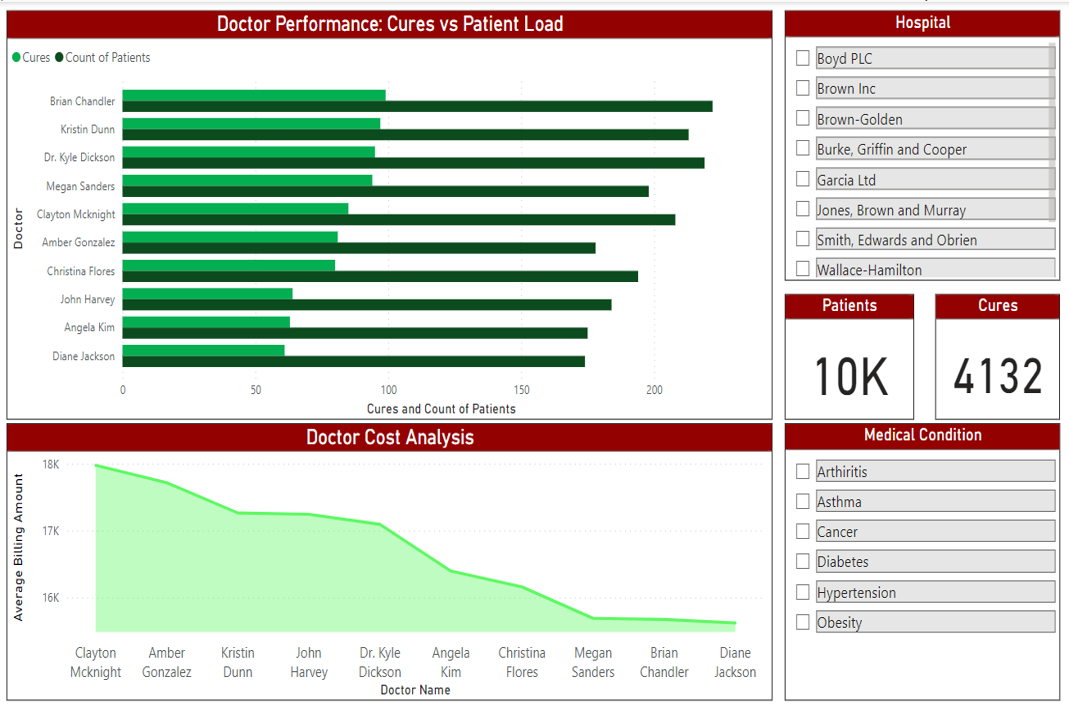 Doctor Performance: Cures vs Patient Load
Cures Count of Patients
Doctor
Brian Chandler
Kristin Dunn
Dr. Kyle Dickson
Megan Sanders
Clayton Mcknight
Amber Gonzalez
Christina Flores
John Harvey
Angela Kim
Diane Jackson
0 50 100 150 200
Cures and Count of Patients
Hospital
Boyd PLC
Brown Inc
Brown-Golden
Burke, Griffin and Cooper
Garcia Ltd
Jones, Brown and Murray
Smith, Edwards and Obrien
Wallace-Hamilton
Patients
10K
Cures
4132
Doctor Cost Analysis
Average Billing Amount
18K
17K
16K
Clayton Mcknight
Amber Gonzalez
Kristin Dunn
John Harvey
Dr. Kyle Dickson
Angela Kim
Christina Flores
Megan Sanders
Brian Chandler
Diane Jackson
Doctor Name
Medical Condition
Arthiritis
Asthma
Cancer
Diabetes
Hypertension
Obesity